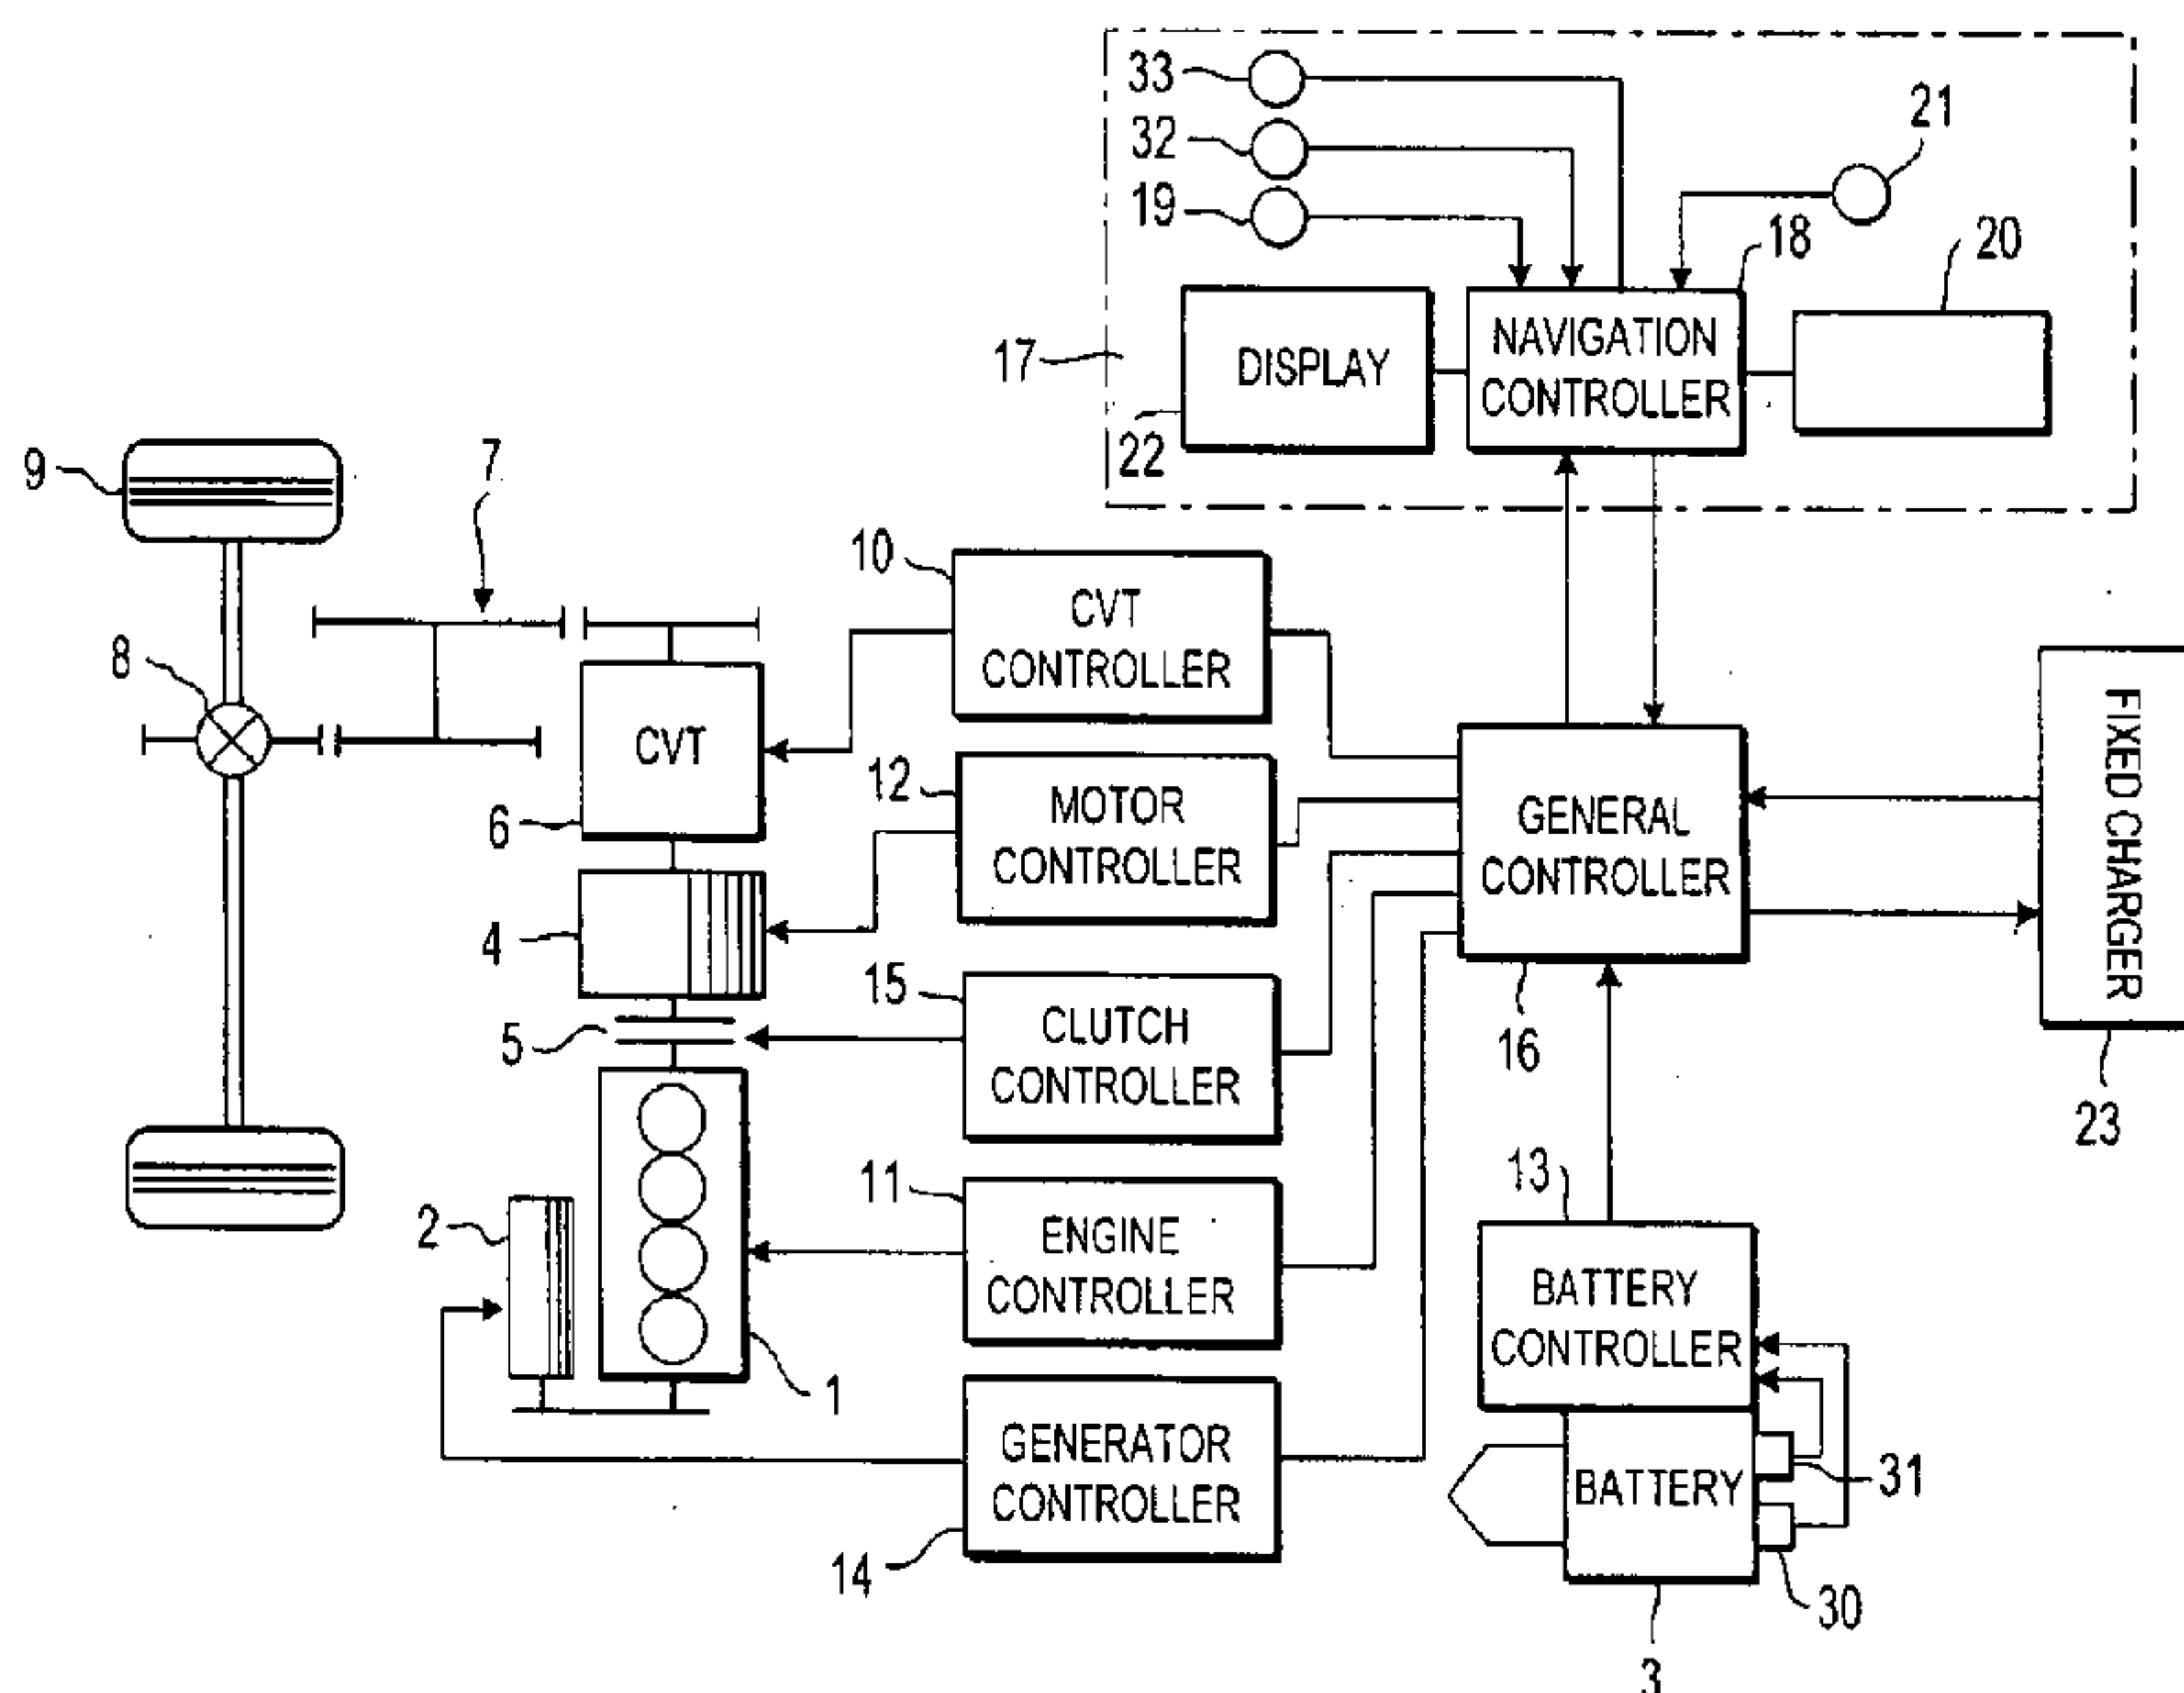 33
32
19
21
18
20
17
DISPLAY
NAVIGATION
CONTROLLER
22
9
7
10
CVT
CONTROLLER
8
CVT
12
MOTOR
CONTROLLER
GENERAL
CONTROLLER
FIXED CHARGER
6
4
15
CLUTCH
CONTROLLER
16
5
23
2
11
ENGINE
CONTROLLER
13
BATTERY
CONTROLLER
1
GENERATOR
CONTROLLER
BATTERY
31
14
30
3